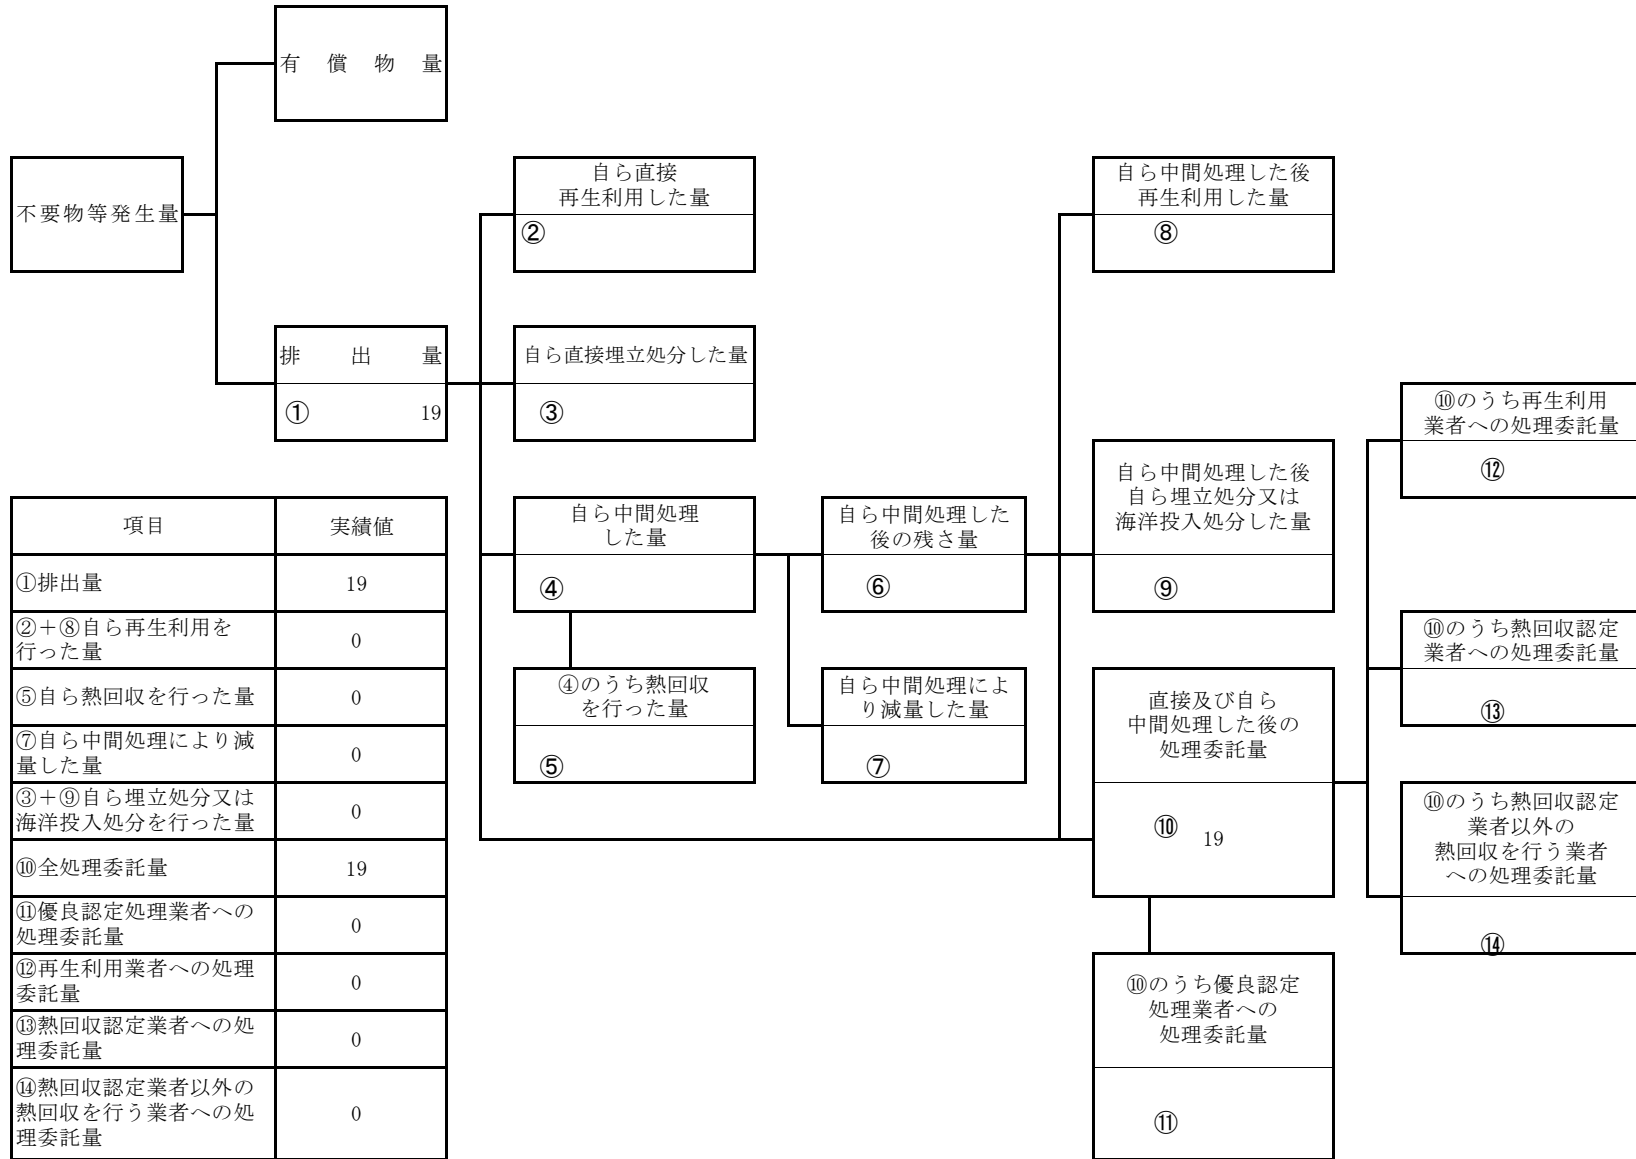 有償物量
不要物等発生量
自ら直接
再生利用した量
②
自ら中間処理した後
再生利用した量
⑧
排出量
① 19
自ら直接埋立処分した量
③
⑩のうち再生利用
業者への処理委託量
⑫
自ら中間処理した後
自ら埋立処分又は
海洋投入処分した量
⑨
自ら中間処理
した量
④
自ら中間処理した
後の残さ量
⑥
⑩のうち熱回収認定
業者への処理委託量
⑬
④のうち熱回収
を行った量
⑤
自ら中間処理によ
り減量した量
⑦
直接及び自ら
中間処理した後の
処理委託量
⑩ 19
⑩のうち熱回収認定
業者以外の
熱回収を行う業者
への処理委託量
⑭
⑩のうち優良認定
処理業者への
処理委託量
⑪
項目 実績値
①排出量 19
②+⑧自ら再生利用を
行った量 0
⑤自ら熱回収を行った量 0
⑦自ら中間処理により減
量した量 0
③+⑨自ら埋立処分又は
海洋投入処分を行った量 0
⑩全処理委託量 19
⑪優良認定処理業者への
処理委託量 0
⑫再生利用業者への処理
委託量 0
⑬熱回収認定業者への処
理委託量 0
⑭熱回収認定業者以外の
熱回収を行う業者への処
理委託量 0